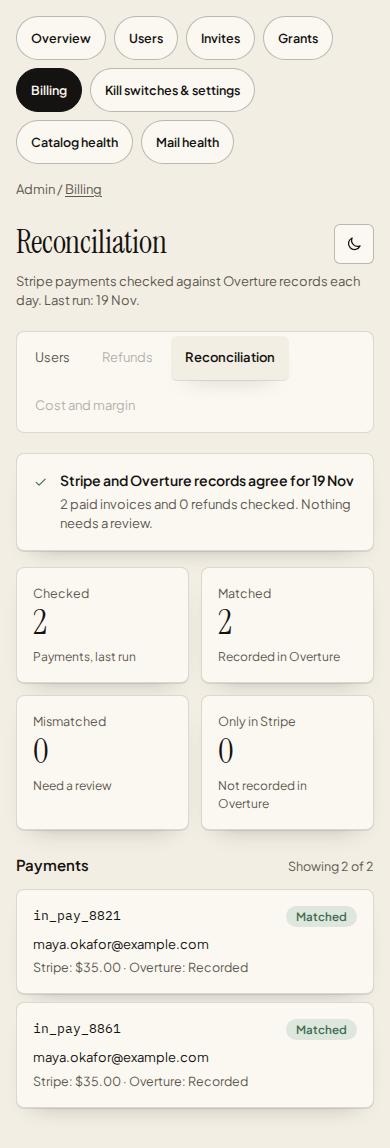 Overview Users Invites Grants
Billing Kill switches & settings
Catalog health Mail health
Admin / Billing
Reconciliation
Stripe payments checked against Overture records each
day. Last run: 19 Nov.
Users Refunds Reconciliation
Cost and margin
Stripe and Overture records agree for 19 Nov
2 paid invoices and 0 refunds checked. Nothing
needs a review.
Checked
2
Payments, last run
Matched
2
Recorded in Overture
Mismatched
0
Need a review
Only in Stripe
0
Not recorded in
Overture
Payments Showing 2 of 2
in_pay_8821 Matched
maya.okafor@example.com
Stripe: $35.00 · Overture: Recorded
in_pay_8861 Matched
maya.okafor@example.com
Stripe: $35.00 · Overture: Recorded